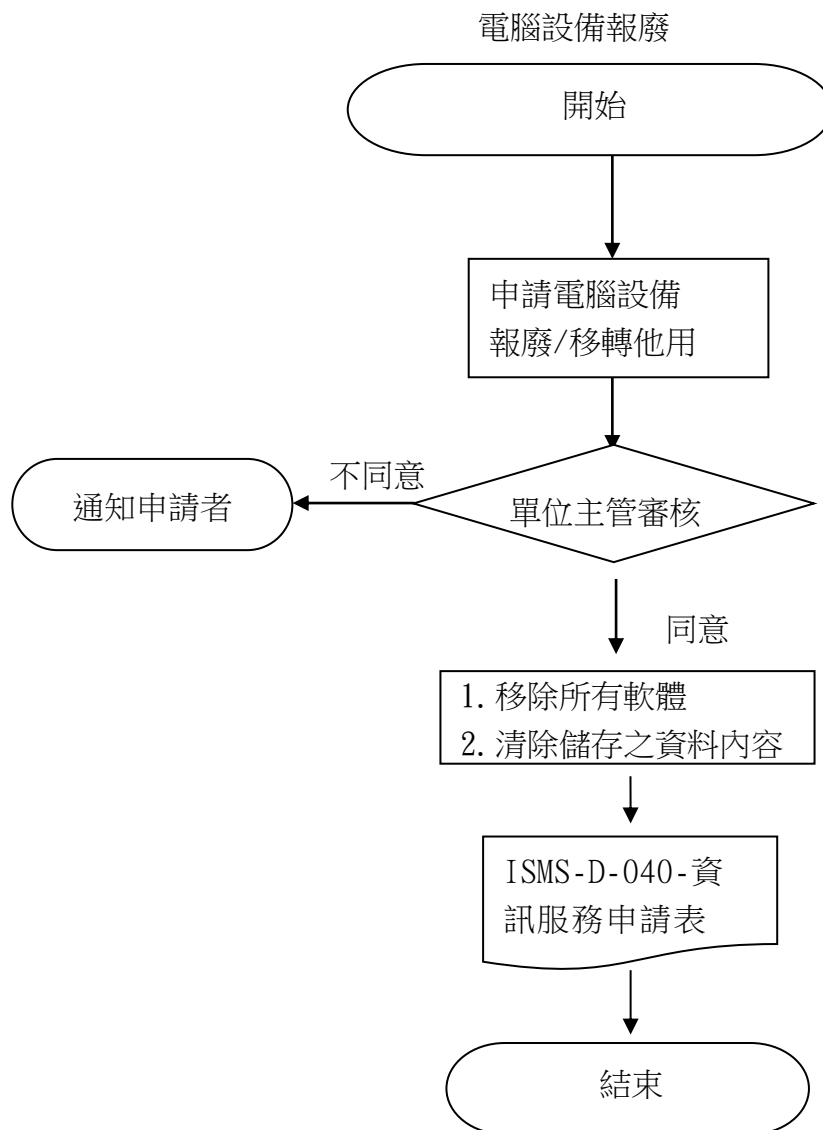 電腦設備報廢
開始
申請電腦設備
報廢/移轉他用
不同意
通知申請者
單位主管審核
同意
1.移除所有軟體
2.清除儲存之資料內容
ISMS-D-040-資
訊服務申請表
結束